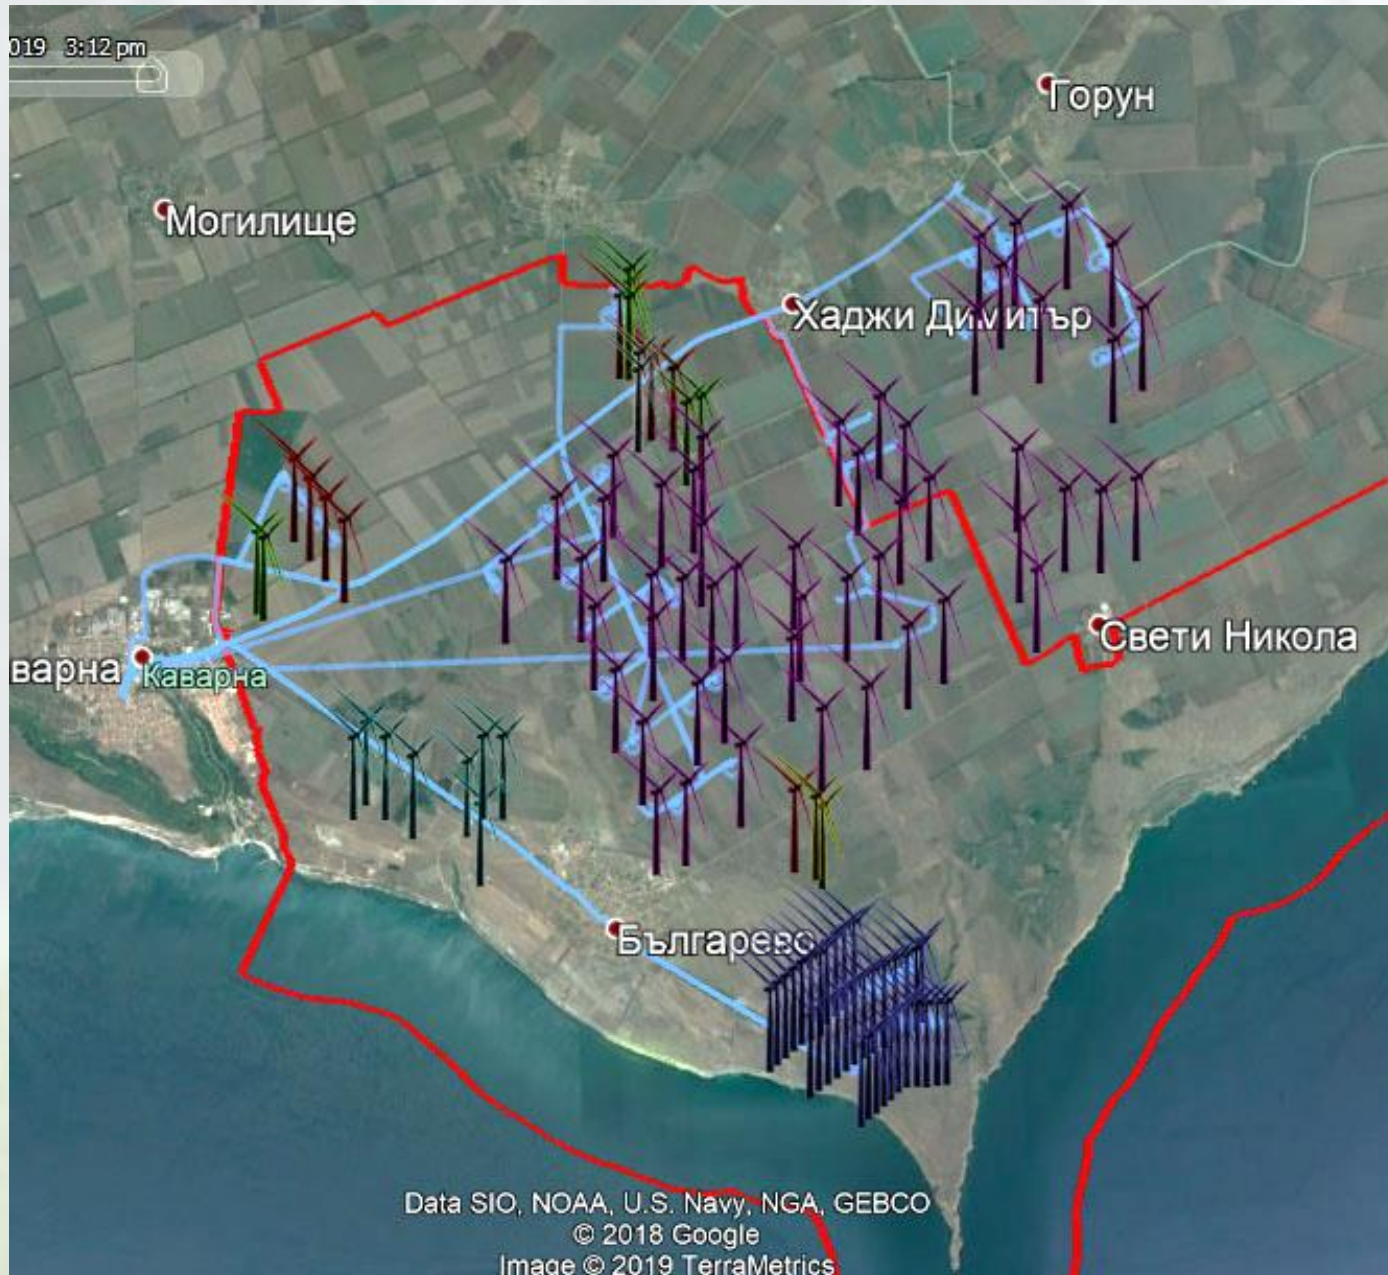 019 3:12 pm
Горун
Могилище
Хаджи Димитър
Свети Никола
варна
Каварна
Българево
Data SIO, NOAA, U.S. Navy, NGA, GEBCO
© 2018 Google
Image © 2019 TerraMetrics